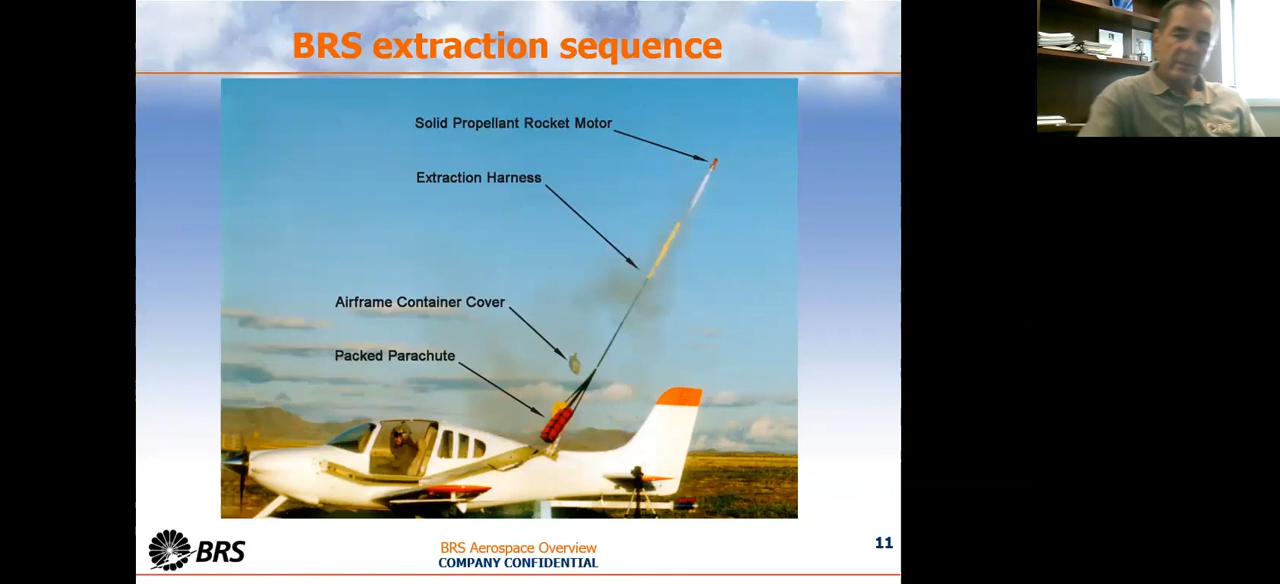 BRS extraction sequence
Solid Propellant Rocket Motor
Extraction Harness
Airframe Container Cover
Packed Parachute
BRS
BRS Aerospace Overview
COMPANY CONFIDENTIAL
11